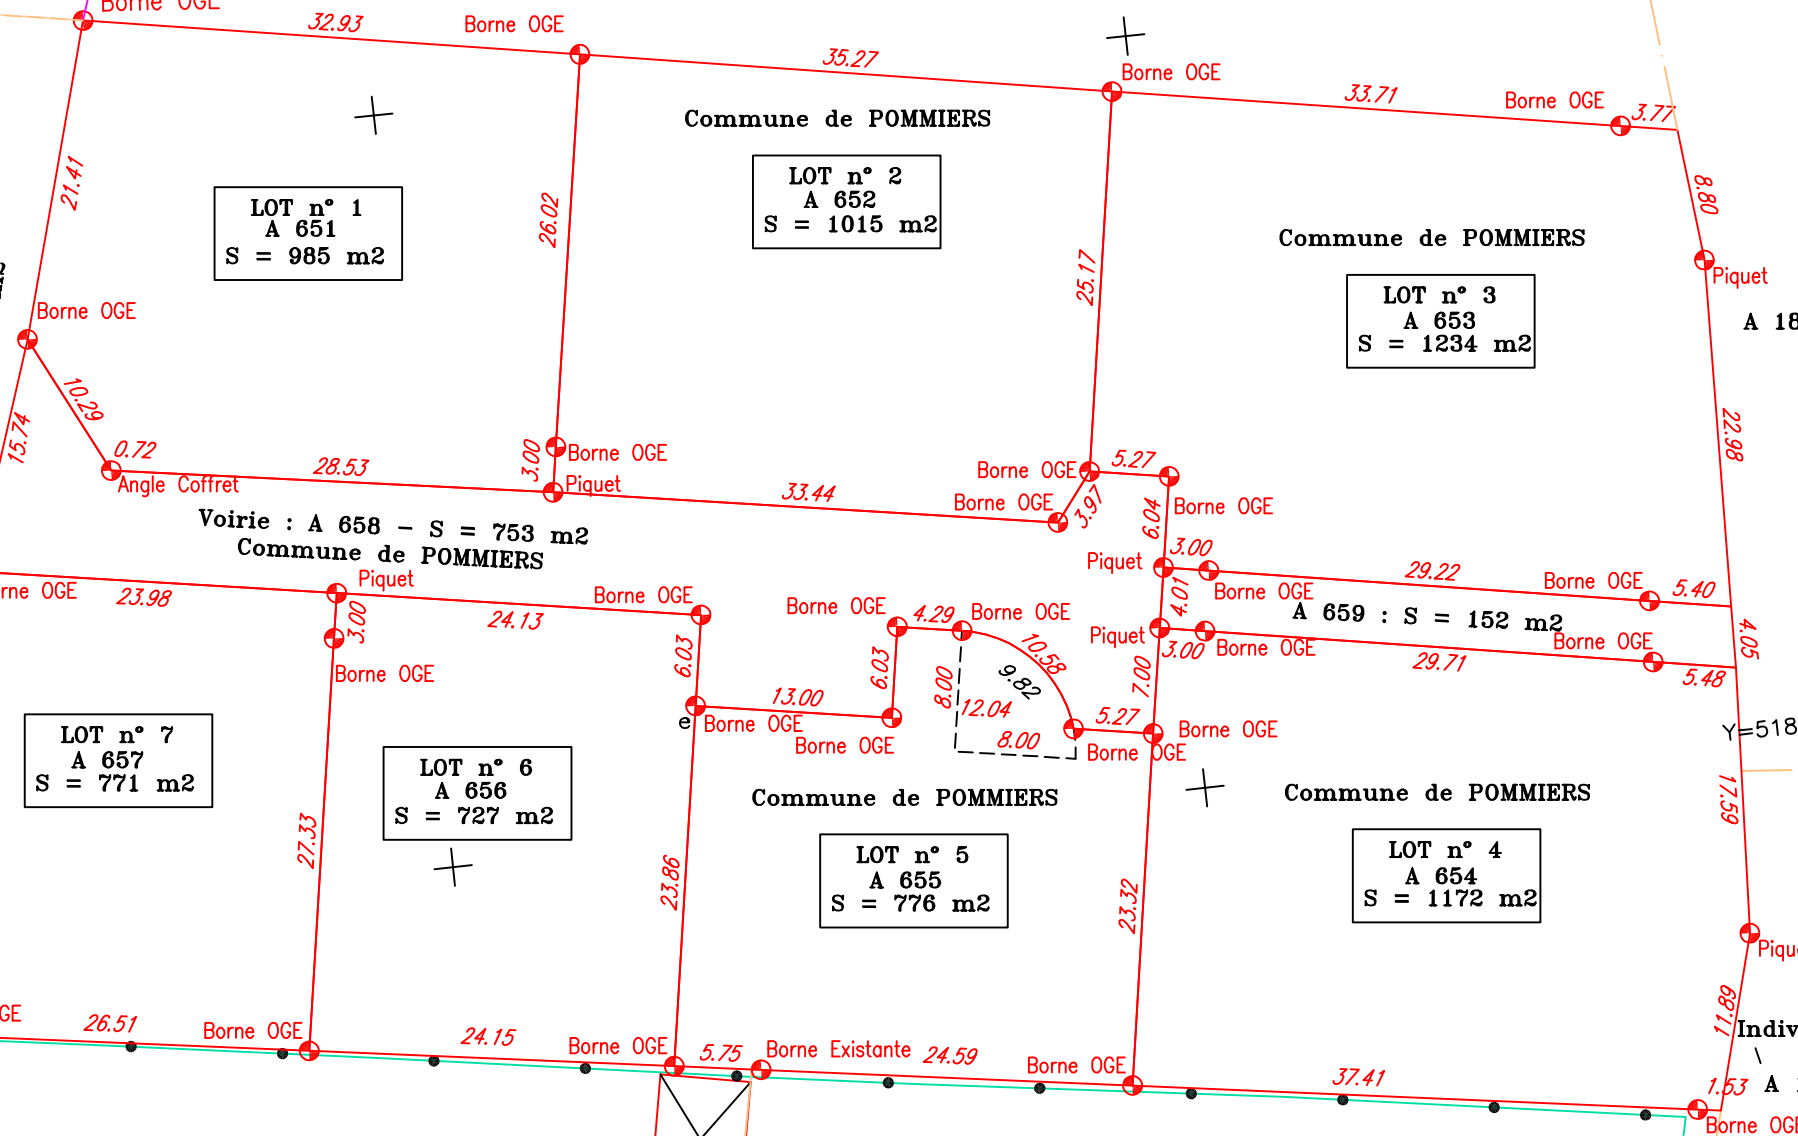 Borne OGE
32.93
Borne OGE
35.27
Borne OGE
33.71
Borne OGE
3.77
Commune de POMMIERS
21.41
LOT n° 1
A 651
S = 985 m2
26.02
LOT n° 2
A 652
S = 1015 m2
25.17
8.80
Commune de POMMIERS
LOT n° 3
A 653
S = 1234 m2
Piquet
A 18
Borne OGE
10.29
15.74
0.72
Angle Coffret
28.53
3.00
Borne OGE
Piquet
33.44
Borne OGE
5.27
Borne OGE
3.97
6.04
Borne OGE
22.98
Voirie : A 658 - S = 753 m2
Commune de POMMIERS
Piquet
3.00
Borne OGE
29.22
Borne OGE
5.40
4.01
A 659 : S = 152 m2
4.05
Piquet
3.00
Borne OGE
29.71
Borne OGE
5.48
rne OGE
23.98
Piquet
3.00
Borne OGE
24.13
Borne OGE
6.03
Borne OGE
4.29
Borne OGE
10.58
9.82
6.03
8.00
12.04
8.00
13.00
e
Borne OGE
Borne OGE
5.27
Borne OGE
7.00
Borne OGE
Y=518
17.59
LOT n° 7
A 657
S = 771 m2
27.33
LOT n° 6
A 656
S = 727 m2
23.86
Commune de POMMIERS
LOT n° 5
A 655
S = 776 m2
23.32
Commune de POMMIERS
LOT n° 4
A 654
S = 1172 m2
Piqu
11.89
Indiv
A
GE
26.51
Borne OGE
24.15
Borne OGE
5.75
Borne Existante
24.59
Borne OGE
37.41
1.53
Borne OGE